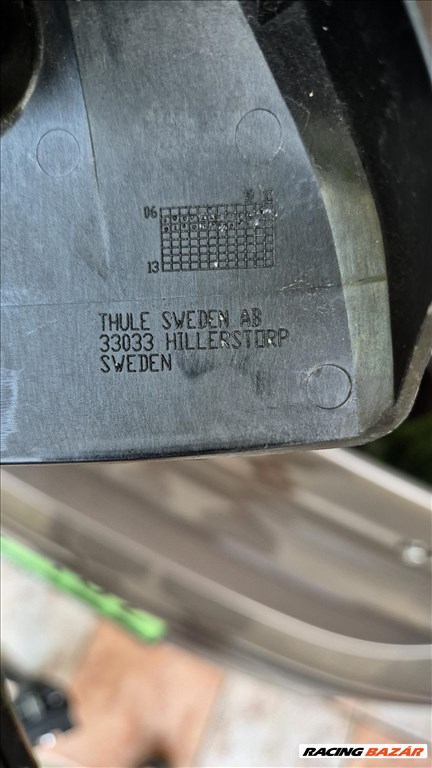 06
13
THULE SWEDEN AB
33033 HILLERSTORP
SWEDEN
RACING BAZÁR